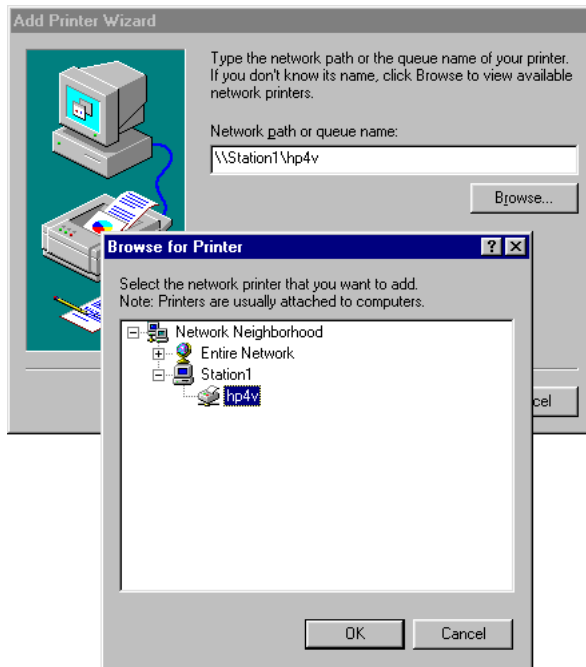 Add Printer Wizard
Type the network path or the queue name of your printer.
If you don't know its name, click Browse to view available
network printers.
Network path or queue name:
\\Station1\hp4v
Browse...
Browse for Printer
Select the network printer that you want to add.
Note: Printers are usually attached to computers.
Network Neighborhood
Entire Network
Station1
hp4v
cel
OK
Cancel